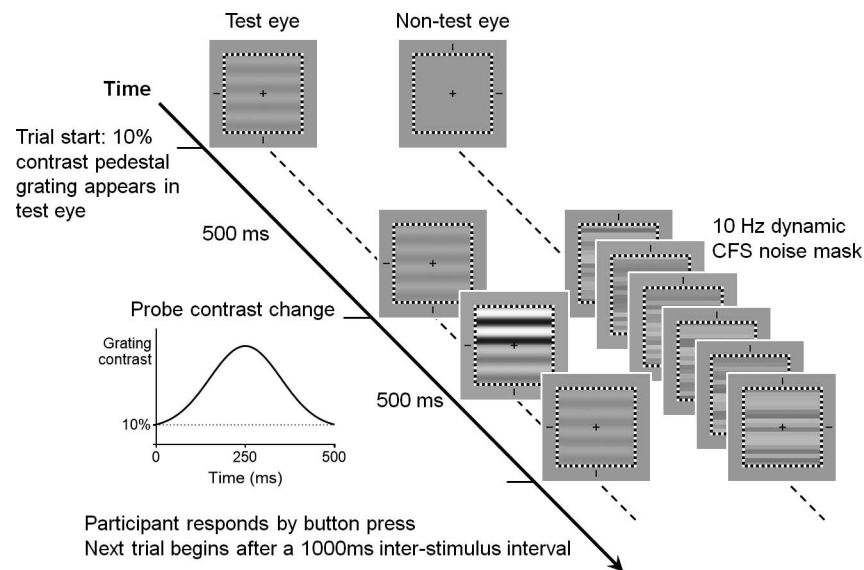 Test eye
Non-test eye
Time
Trial start: 10%
contrast pedestal
grating appears in
test eye
500 ms
10 Hz dynamic
CFS noise mask
Probe contrast change
Grating
contrast
10%
0
250
500
Time (ms)
500 ms
Participant responds by button press
Next trial begins after a 1000ms inter-stimulus interval